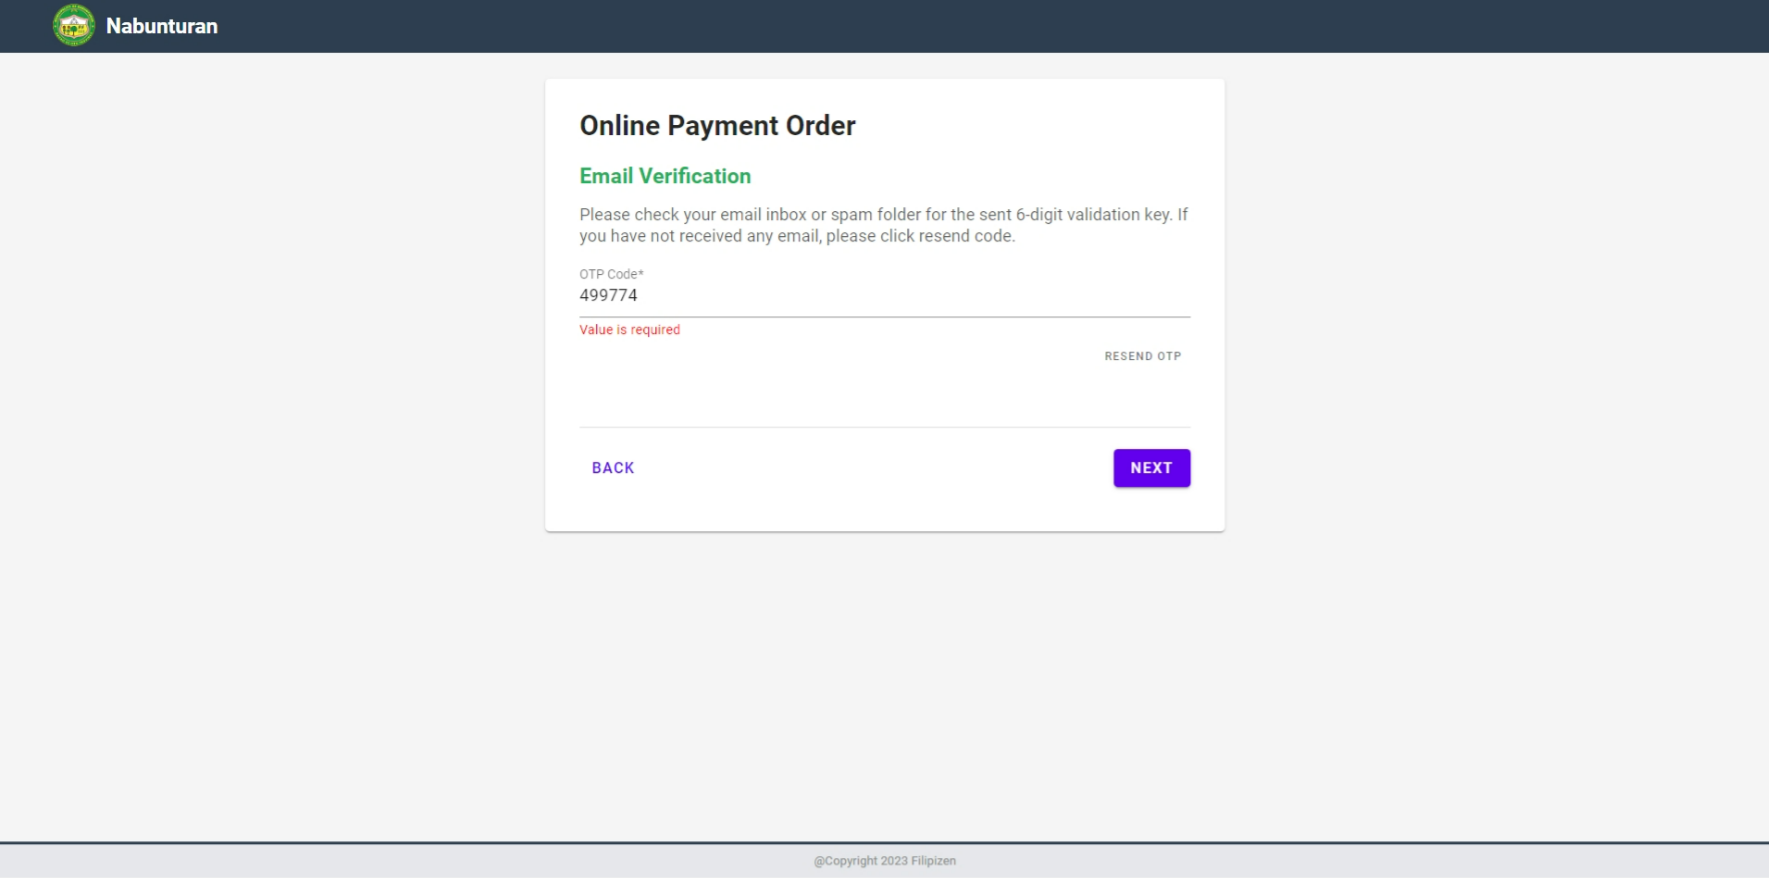 Nabunturan
Online Payment Order
Email Verification
Please check your email inbox or spam folder for the sent 6-digit validation key. If
you have not received any email, please click resend code.
OTP Code*
499774
Value is required
RESEND OTP
BACK
NEXT
@Copyright 2023 Filipizen